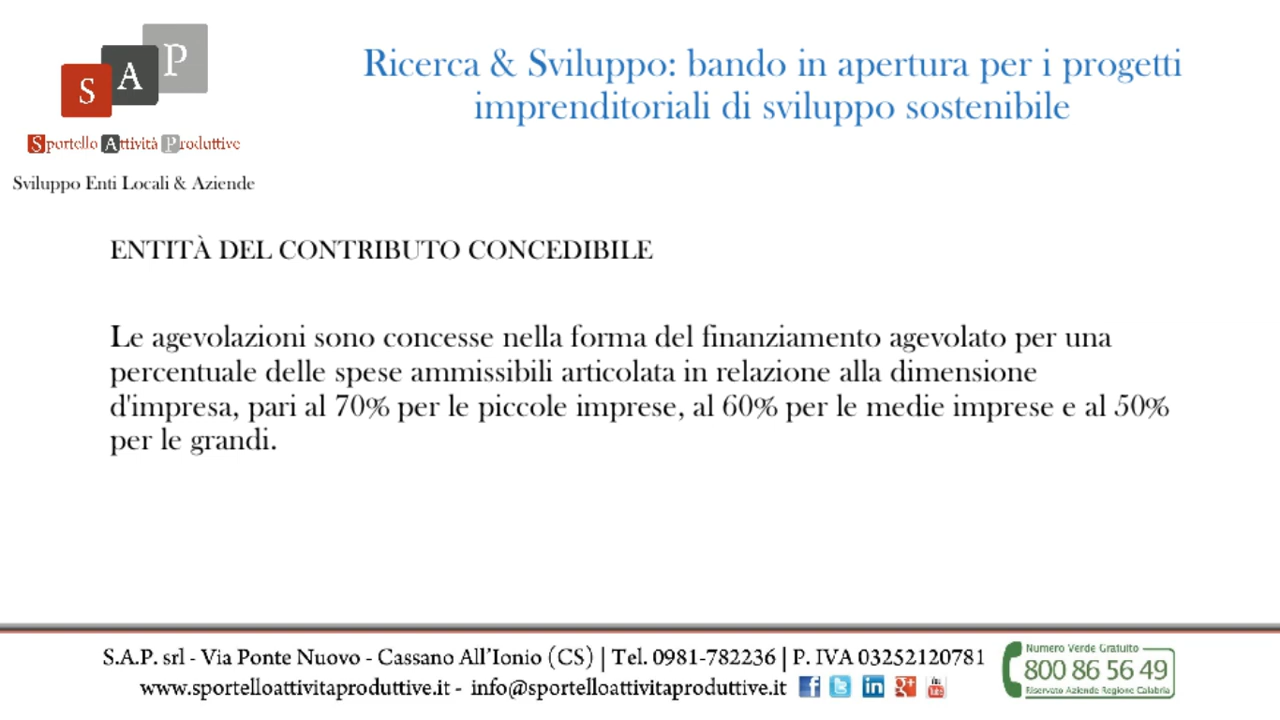 S A P
Sportello Attività Produttive
Sviluppo Enti Locali & Aziende
Ricerca & Sviluppo: bando in apertura per i progetti
imprenditoriali di sviluppo sostenibile
ENTITÀ DEL CONTRIBUTO CONCEDIBILE
Le agevolazioni sono concesse nella forma del finanziamento agevolato per una
percentuale delle spese ammissibili articolata in relazione alla dimensione
d'impresa, pari al 70% per le piccole imprese, al 60% per le medie imprese e al 50%
per le grandi.
S.A.P. srl - Via Ponte Nuovo - Cassano All'Ionio (CS) | Tel. 0981-782236 | P. IVA 03252120781
www.sportelloattivitaproduttive.it - info@sportelloattivitaproduttive.it
Numero Verde Gratuito
800 86 56 49
Riservato Aziende Regione Calabria